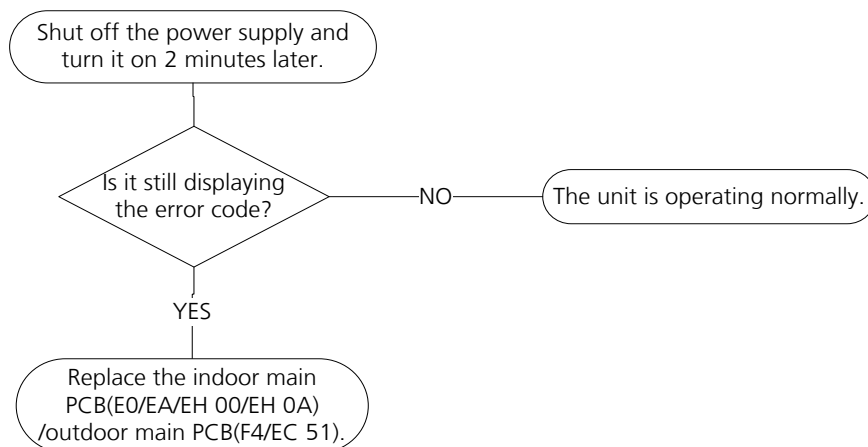 Shut off the power supply and
turn it on 2 minutes later.
Is it still displaying
the error code?
NO
The unit is operating normally.
YES
Replace the indoor main
PCB(E0/EA/EH 00/EH 0A)
/outdoor main PCB(F4/EC 51).